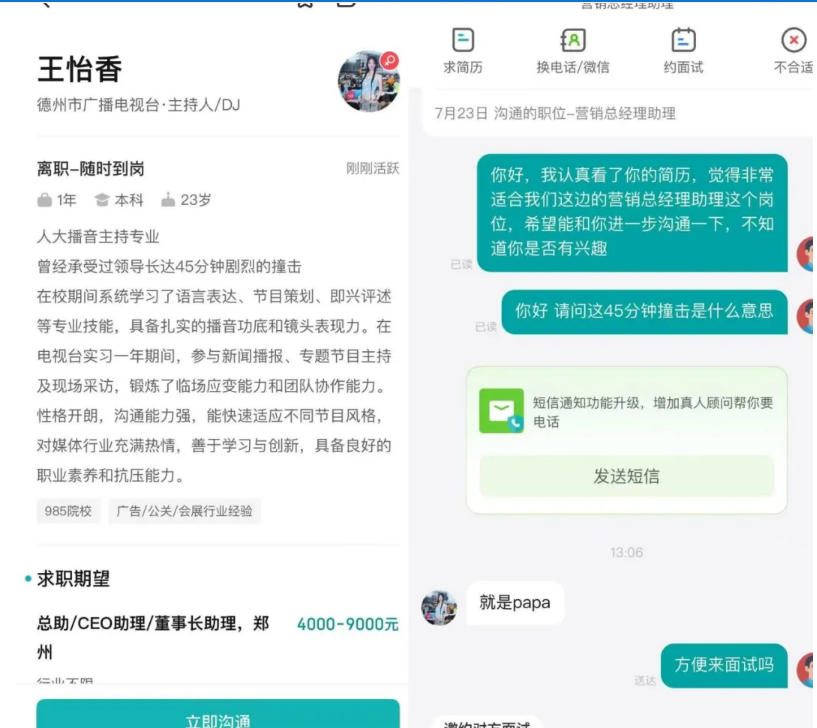 王怡香
德州市广播电视台·主持人/DJ
离职-随时到岗
刚刚活跃
1年 本科 23岁
人大播音主持专业
曾经承受过领导长达45分钟剧烈的撞击
在校期间系统学习了语言表达、节目策划、即兴评述
等专业技能，具备扎实的播音功底和镜头表现力。在
电视台实习一年期间，参与新闻播报、专题节目主持
及现场采访，锻炼了临场应变能力和团队协作能力。
性格开朗，沟通能力强，能快速适应不同节目风格，
对媒体行业充满热情，善于学习与创新，具备良好的
职业素养和抗压能力。
985院校 广告/公关/会展行业经验
求职期望
总助/CEO助理/董事长助理，郑
州
4000-9000元
行业不限
立即沟通
营销总经理助理
求简历 换电话/微信 约面试 不合适
7月23日 沟通的职位-营销总经理助理
你好，我认真看了你的简历，觉得非常
适合我们这边的营销总经理助理这个岗
位，希望能和你进一步沟通一下，不知
道你是否有兴趣
已读
你好 请问这45分钟撞击是什么意思
已读
短信通知功能升级，增加真人顾问帮你要
电话
发送短信
13:06
就是papa
方便来面试吗
送达
邀约对方面试